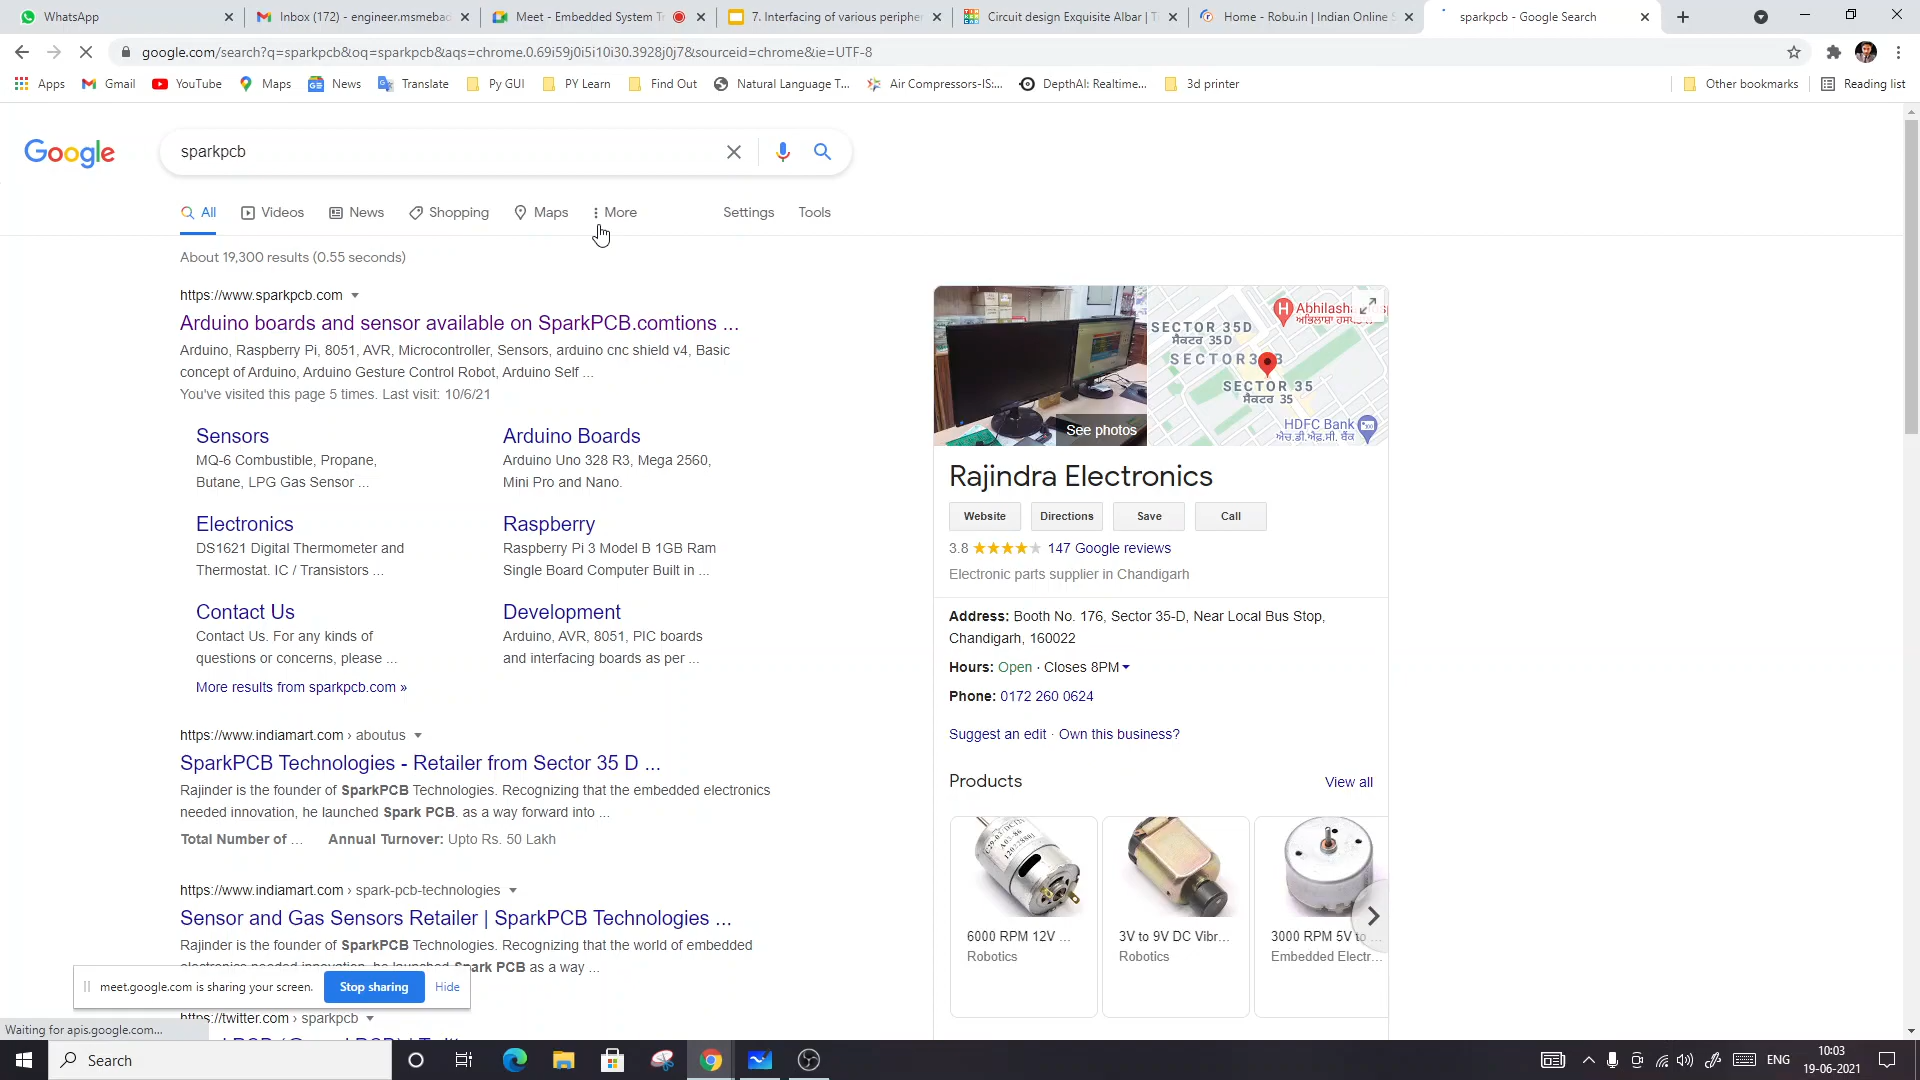 WhatsApp
Inbox (172) - engineer.msmebad
Meet - Embedded System Tr
7. Interfacing of various periphe
Circuit design Exquisite Albar | Ti
Home - Robu.in | Indian Online S
sparkpcb - Google Search
google.com/search?q=sparkpcb&oq=sparkpcb&aqs=chrome.0.69i59j0i5i10i30.3928j0j7&sourceid=chrome&ie=UTF-8
Apps Gmail YouTube Maps News Translate Py GUI PY Learn Find Out Natural Language T... Air Compressors-IS:... DepthAI: Realtime... 3d printer Other bookmarks Reading list
Google
sparkpcb
All Videos News Shopping Maps More Settings Tools
About 19,300 results (0.55 seconds)
https://www.sparkpcb.com
Arduino boards and sensor available on SparkPCB.comtions ...
Arduino, Raspberry Pi, 8051, AVR, Microcontroller, Sensors, arduino cnc shield v4, Basic
concept of Arduino, Arduino Gesture Control Robot, Arduino Self ...
You've visited this page 5 times. Last visit: 10/6/21
Sensors
MQ-6 Combustible, Propane,
Butane, LPG Gas Sensor ...
Arduino Boards
Arduino Uno 328 R3, Mega 2560,
Mini Pro and Nano.
Electronics
DS1621 Digital Thermometer and
Thermostat. IC / Transistors ...
Raspberry
Raspberry Pi 3 Model B 1GB Ram
Single Board Computer Built in ...
Contact Us
Contact Us. For any kinds of
questions or concerns, please ...
Development
Arduino, AVR, 8051, PIC boards
and interfacing boards as per ...
More results from sparkpcb.com »
https://www.indiamart.com › aboutus
SparkPCB Technologies - Retailer from Sector 35 D ...
Rajinder is the founder of SparkPCB Technologies. Recognizing that the embedded electronics
needed innovation, he launched Spark PCB. as a way forward into ...
Total Number of ... Annual Turnover: Upto Rs. 50 Lakh
https://www.indiamart.com › spark-pcb-technologies
Sensor and Gas Sensors Retailer | SparkPCB Technologies ...
Rajinder is the founder of SparkPCB Technologies. Recognizing that the world of embedded
electronics needed innovation, he launched Spark PCB as a way ...
https://twitter.com › sparkpcb
See photos
Abhilasha
SECTOR 35D
ਸੈਕਟਰ 35D
SECTOR 35
ਸੈਕਟਰ 35
HDFC Bank
ਐਚ.ਡੀ.ਐਫ.ਸੀ. ਬੈਂਕ
Rajindra Electronics
Website Directions Save Call
3.8 147 Google reviews
Electronic parts supplier in Chandigarh
Address: Booth No. 176, Sector 35-D, Near Local Bus Stop,
Chandigarh, 160022
Hours: Open · Closes 8PM
Phone: 0172 260 0624
Suggest an edit · Own this business?
Products View all
6000 RPM 12V ...
Robotics
3V to 9V DC Vibr...
Robotics
3000 RPM 5V to ...
Embedded Electr...
meet.google.com is sharing your screen. Stop sharing Hide
Waiting for apis.google.com...
Search
ENG
10:03
19-06-2021